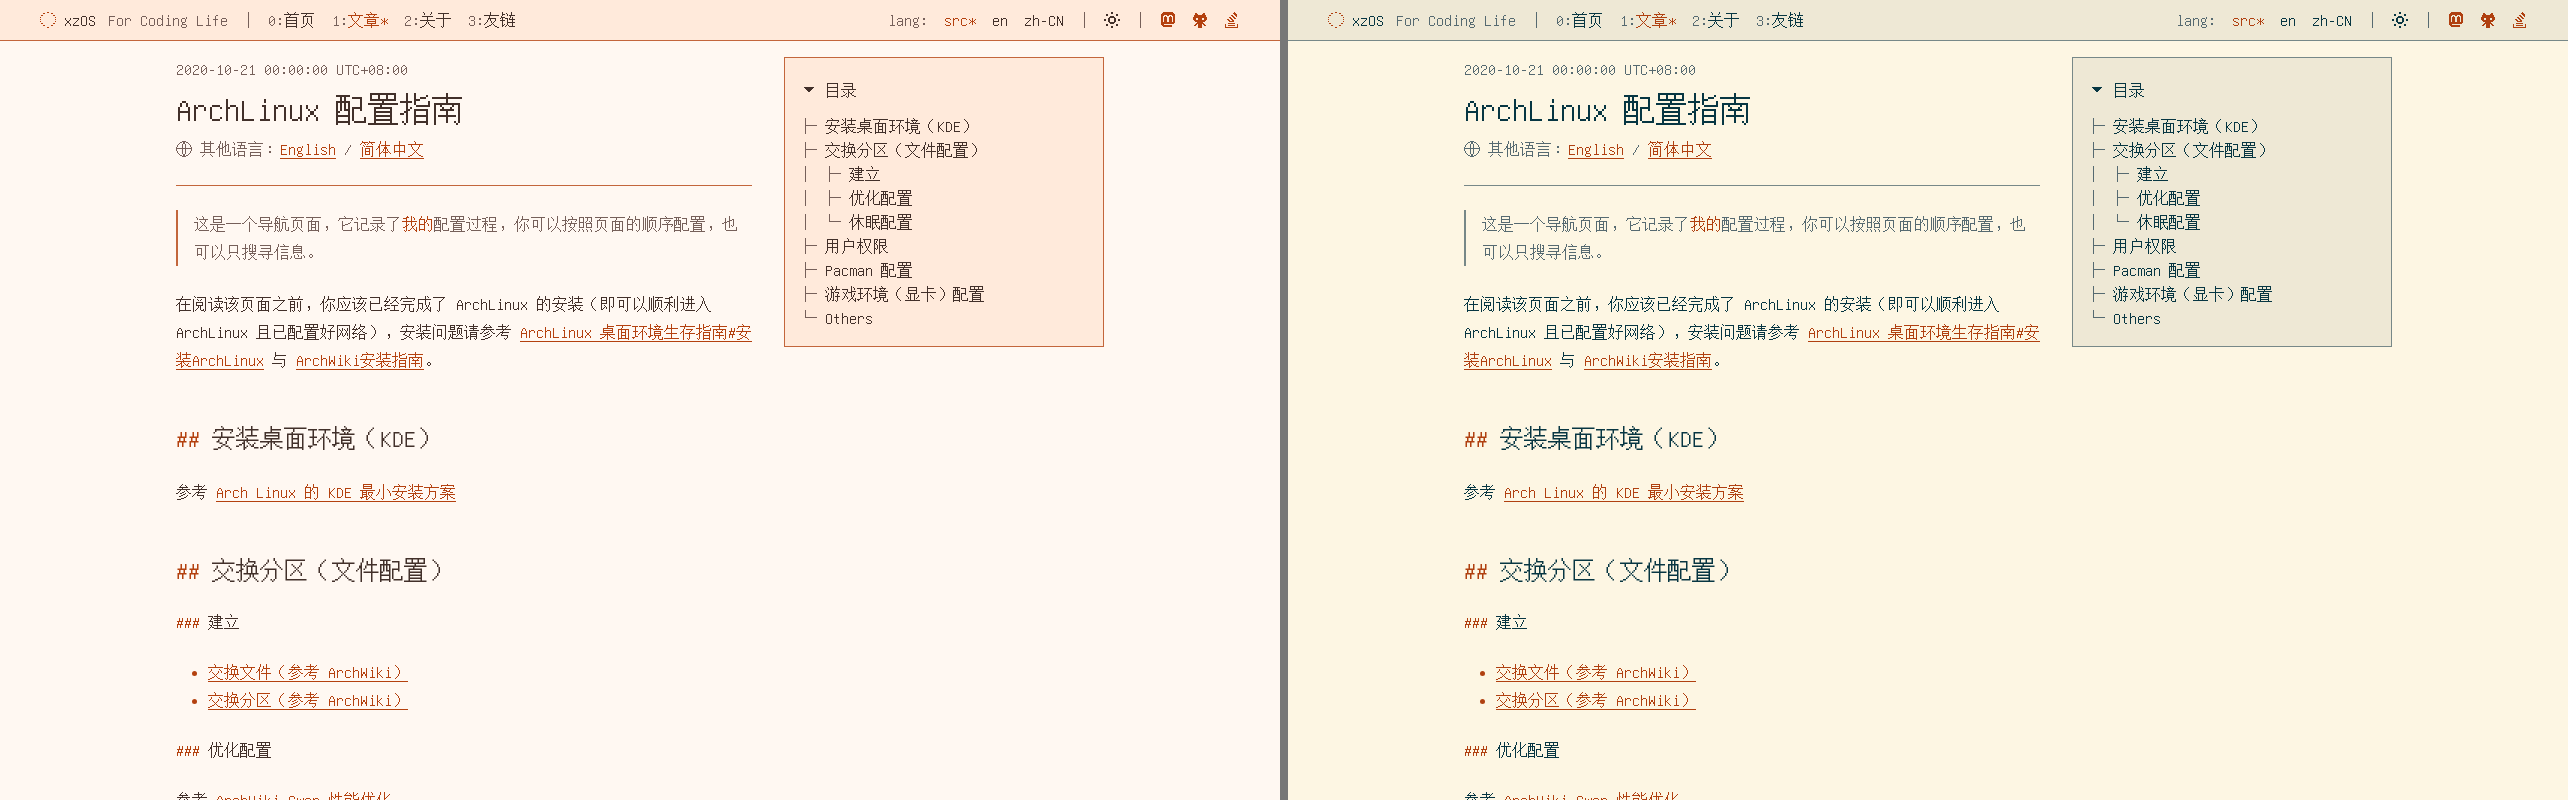 xzOS For Coding Life | 0:首页 1:文章* 2:关于 3:友链 lang: src* en zh-CN
2020-10-21 00:00:00 UTC+08:00
ArchLinux 配置指南
其他语言：English / 简体中文
这是一个导航页面，它记录了我的配置过程，你可以按照页面的顺序配置，也
可以只搜寻信息。
在阅读该页面之前，你应该已经完成了 ArchLinux 的安装（即可以顺利进入
ArchLinux 且已配置好网络），安装问题请参考 ArchLinux 桌面环境生存指南#安
装ArchLinux 与 ArchWiki安装指南。
## 安装桌面环境（KDE）
参考 Arch Linux 的 KDE 最小安装方案
## 交换分区（文件配置）
### 建立
• 交换文件（参考 ArchWiki）
• 交换分区（参考 ArchWiki）
### 优化配置
参考 ArchWiki Swap 性能优化
▼ 目录
├─ 安装桌面环境（KDE）
├─ 交换分区（文件配置）
│ ├─ 建立
│ ├─ 优化配置
│ └─ 休眠配置
├─ 用户权限
├─ Pacman 配置
├─ 游戏环境（显卡）配置
└─ Others
xzOS For Coding Life | 0:首页 1:文章* 2:关于 3:友链 lang: src* en zh-CN
2020-10-21 00:00:00 UTC+08:00
ArchLinux 配置指南
其他语言：English / 简体中文
这是一个导航页面，它记录了我的配置过程，你可以按照页面的顺序配置，也
可以只搜寻信息。
在阅读该页面之前，你应该已经完成了 ArchLinux 的安装（即可以顺利进入
ArchLinux 且已配置好网络），安装问题请参考 ArchLinux 桌面环境生存指南#安
装ArchLinux 与 ArchWiki安装指南。
## 安装桌面环境（KDE）
参考 Arch Linux 的 KDE 最小安装方案
## 交换分区（文件配置）
### 建立
• 交换文件（参考 ArchWiki）
• 交换分区（参考 ArchWiki）
### 优化配置
参考 ArchWiki Swap 性能优化
▼ 目录
├─ 安装桌面环境（KDE）
├─ 交换分区（文件配置）
│ ├─ 建立
│ ├─ 优化配置
│ └─ 休眠配置
├─ 用户权限
├─ Pacman 配置
├─ 游戏环境（显卡）配置
└─ Others